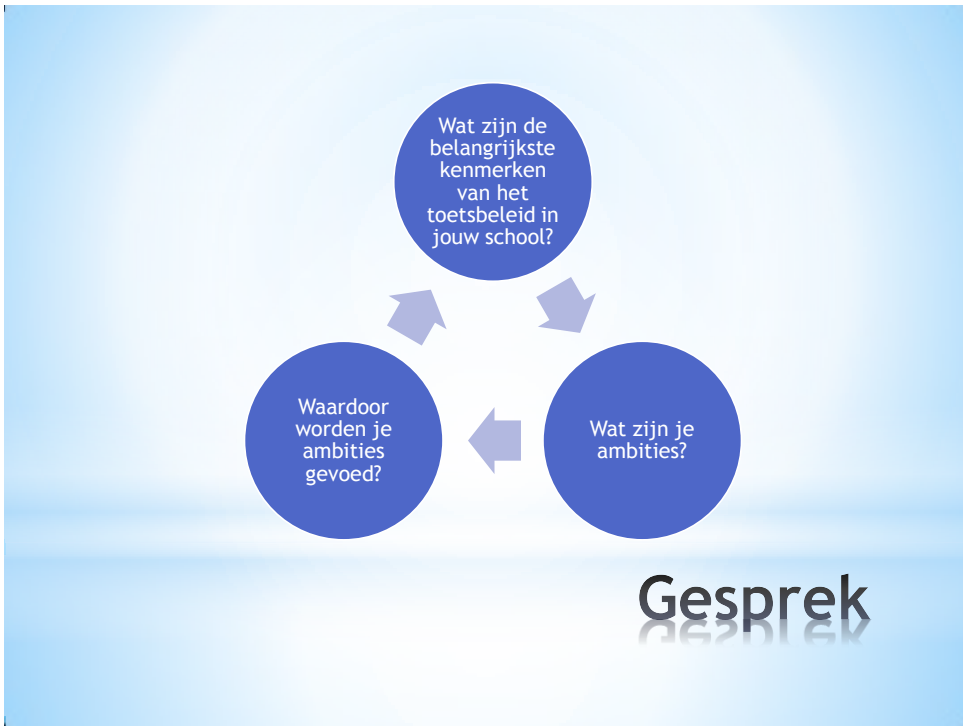 Wat zijn de
belangrijkste
kenmerken
van het
toetsbeleid in
jouw school?
Wat zijn je
ambities?
Waardoor
worden je
ambities
gevoed?
Gesprek